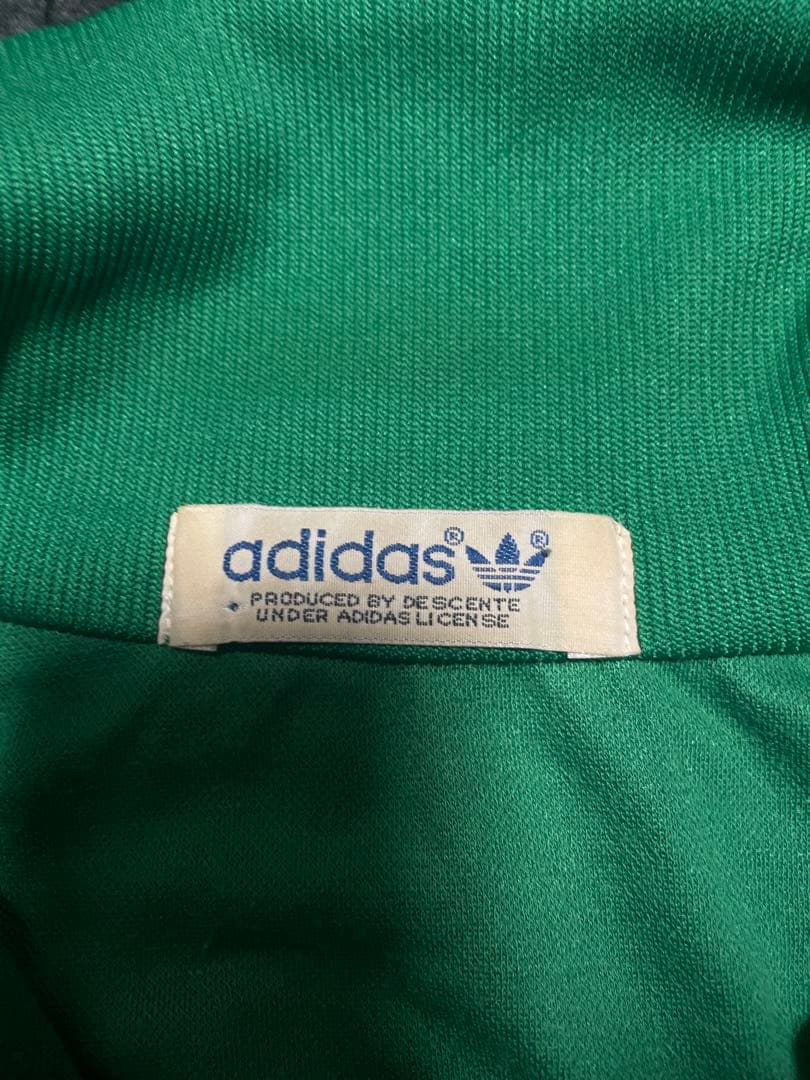 adidas® ®
PRODUCED BY DESCENTE
UNDER ADIDAS LICENSE